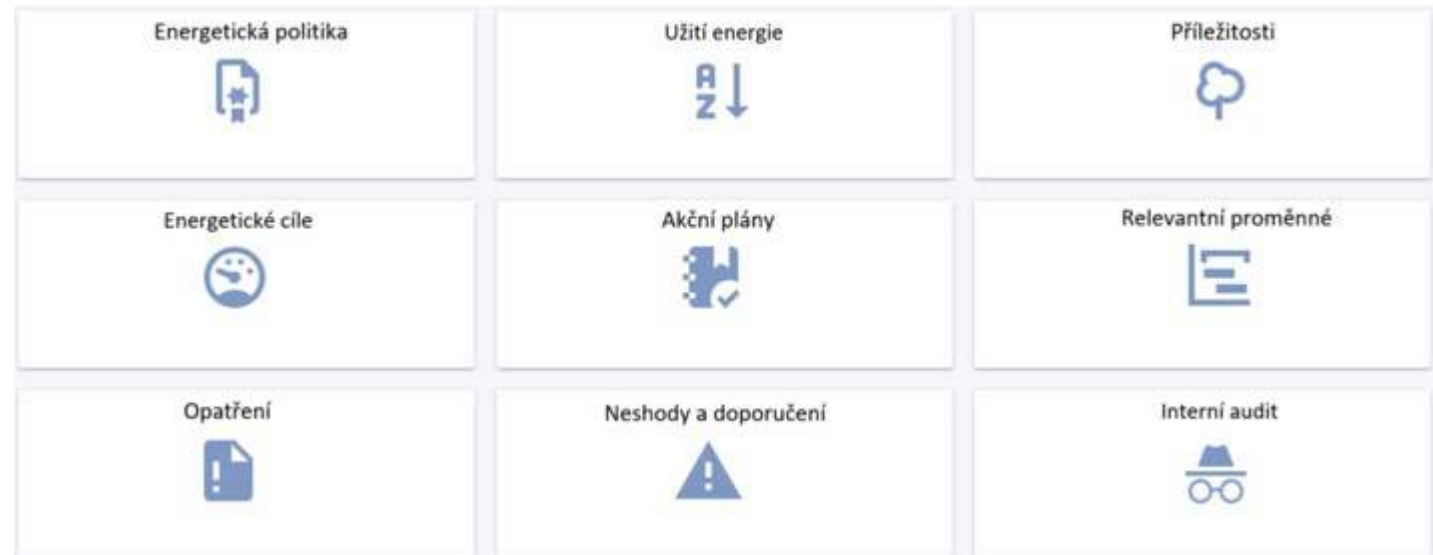 Energetická politika
Užití energie
Příležitosti
A
Z
Energetické cíle
Akční plány
Relevantní proměnné
Opatření
Neshody a doporučení
Interní audit